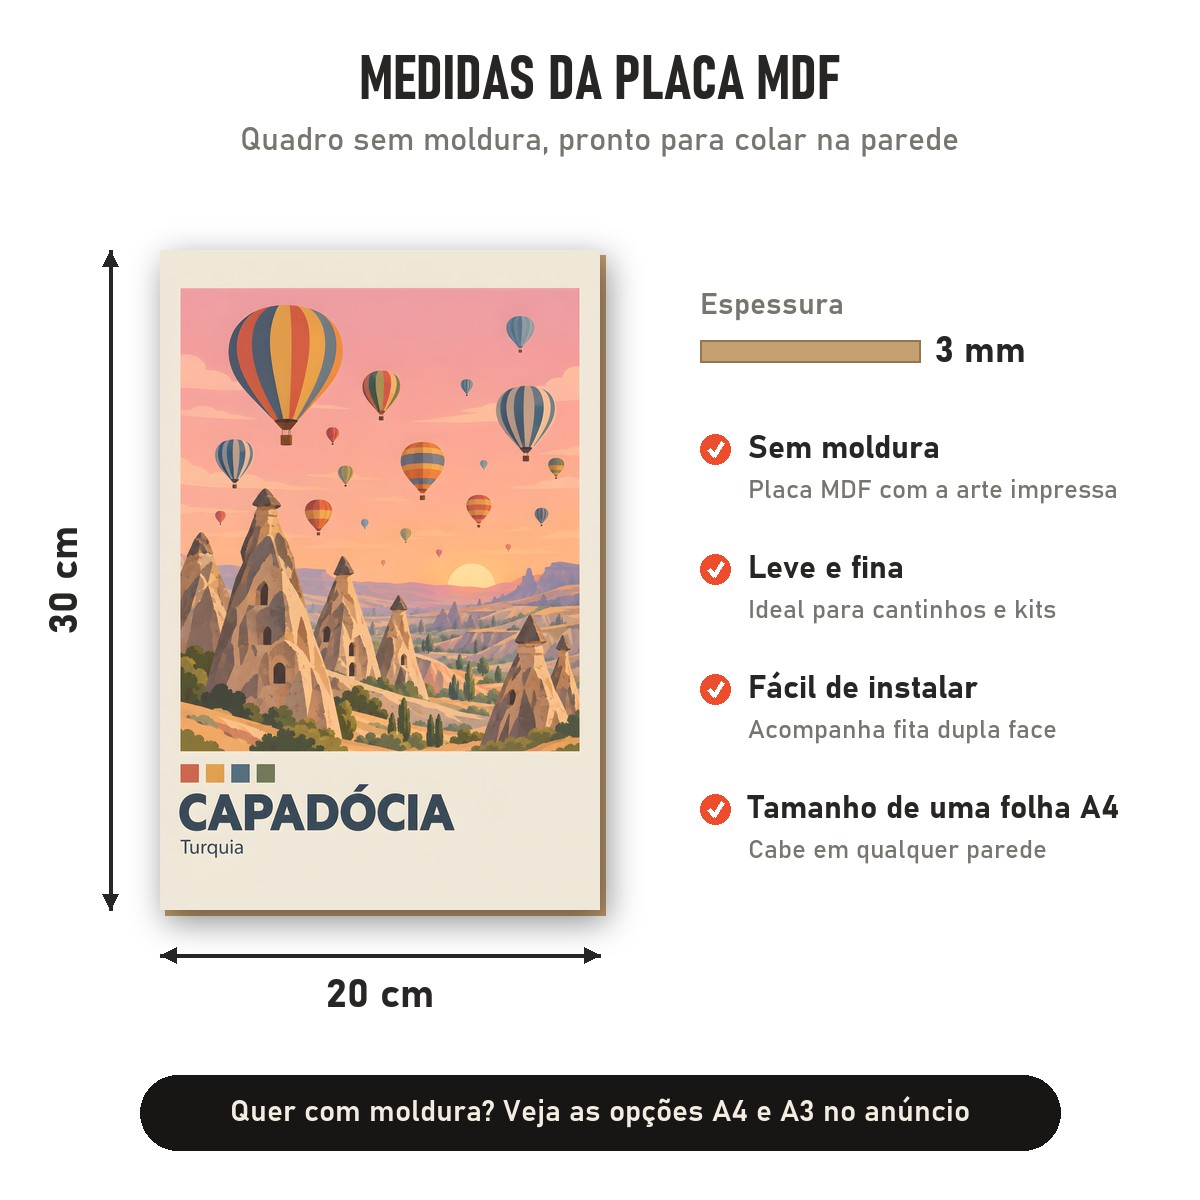 MEDIDAS DA PLACA MDF
Quadro sem moldura, pronto para colar na parede
30 cm
CAPADÓCIA
Turquia
20 cm
Espessura
3 mm
Sem moldura
Placa MDF com a arte impressa
Leve e fina
Ideal para cantinhos e kits
Fácil de instalar
Acompanha fita dupla face
Tamanho de uma folha A4
Cabe em qualquer parede
Quer com moldura? Veja as opções A4 e A3 no anúncio